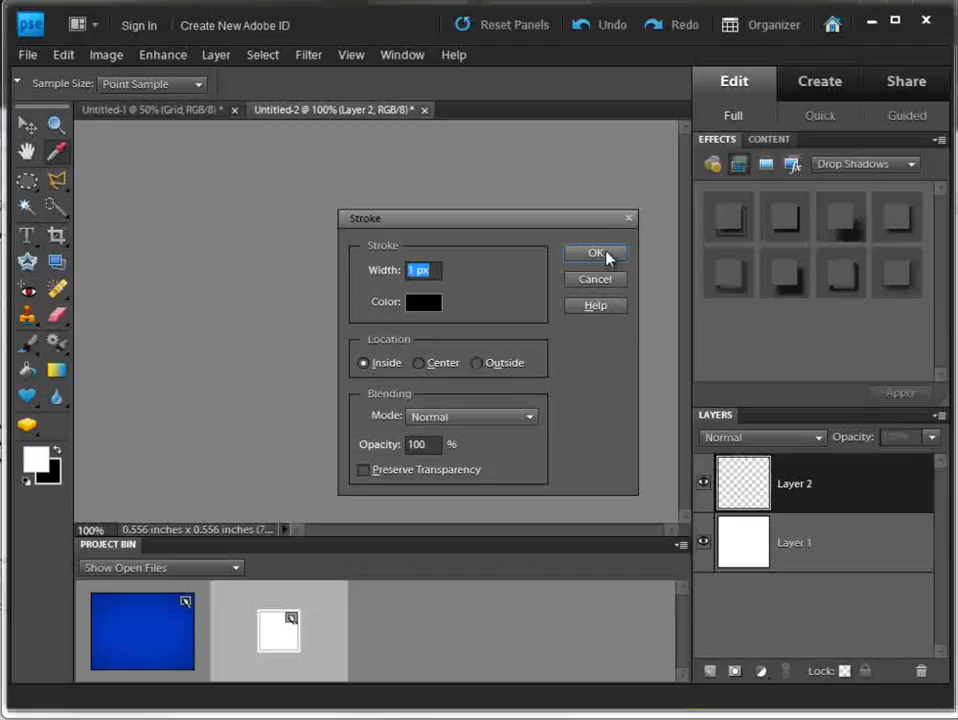 pse Sign In Create New Adobe ID Reset Panels Undo Redo Organizer
File Edit Image Enhance Layer Select Filter View Window Help
Sample Size: Point Sample Edit Create Share
Untitled-1 @ 50% (Grid, RGB/8) * Untitled-2 @ 100% (Layer 2, RGB/8) * Full Quick Guided
EFFECTS CONTENT
Drop Shadows
Stroke
Stroke
Width: 1 px
Color:
OK
Cancel
Help
Location
Inside Center Outside
Blending
Mode: Normal
Opacity: 100 %
Preserve Transparency
Apply
LAYERS
Normal Opacity:
Layer 2
Layer 1
Lock:
100% 0.556 inches x 0.556 inches (7...
PROJECT BIN
Show Open Files